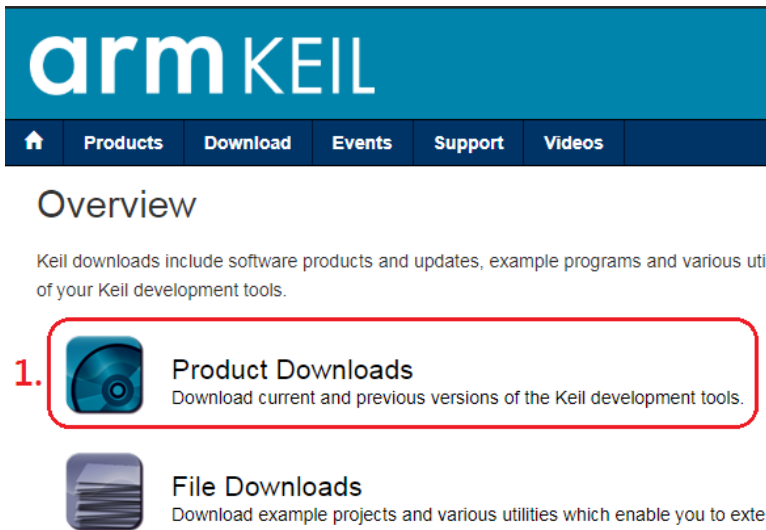 arm KEIL
Products Download Events Support Videos
Overview
Keil downloads include software products and updates, example programs and various uti
of your Keil development tools.
1.
Product Downloads
Download current and previous versions of the Keil development tools.
File Downloads
Download example projects and various utilities which enable you to exte